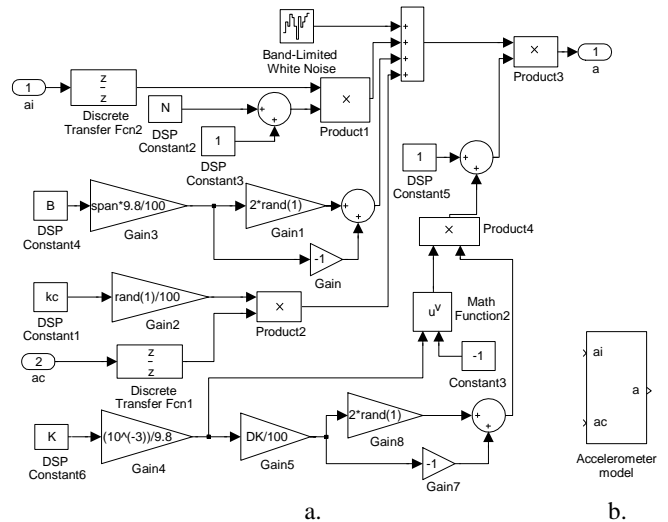 Band-Limited
White Noise
+
+
+
+
×
Product3
1
a
1
ai
z
z
Discrete
Transfer Fcn2
N
DSP
Constant2
+
+
1
DSP
Constant3
×
Product1
1
DSP
Constant5
+
+
B
DSP
Constant4
span*9.8/100
Gain3
2*rand(1)
Gain1
+
+
-1
Gain
×
Product4
kc
DSP
Constant1
rand(1)/100
Gain2
×
Product2
u^v
Math
Function2
2
ac
z
z
Discrete
Transfer Fcn1
-1
Constant3
K
DSP
Constant6
(10^(-3))/9.8
Gain4
DK/100
Gain5
2*rand(1)
Gain8
+
+
-1
Gain7
ai
ac
a
Accelerometer
model
a.
b.